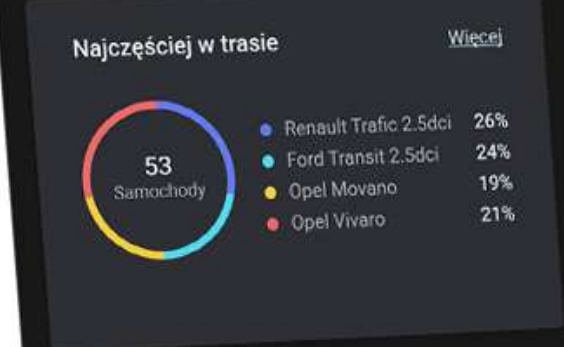 Najczęściej w trasie
Więcej
53
Samochody
Renault Trafic 2.5dci 26%
Ford Transit 2.5dci 24%
Opel Movano 19%
Opel Vivaro 21%